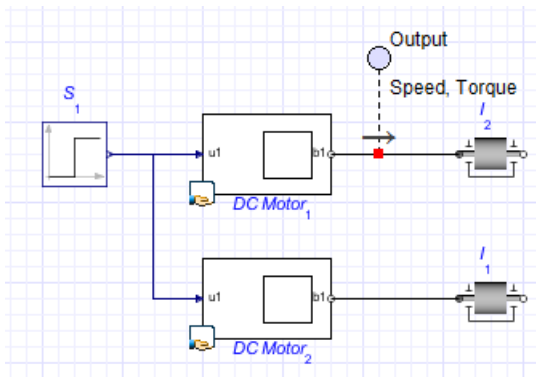 Output
S
1
Speed, Torque
I
2
u1
b1
DC Motor
1
I
1
u1
b1
DC Motor
2